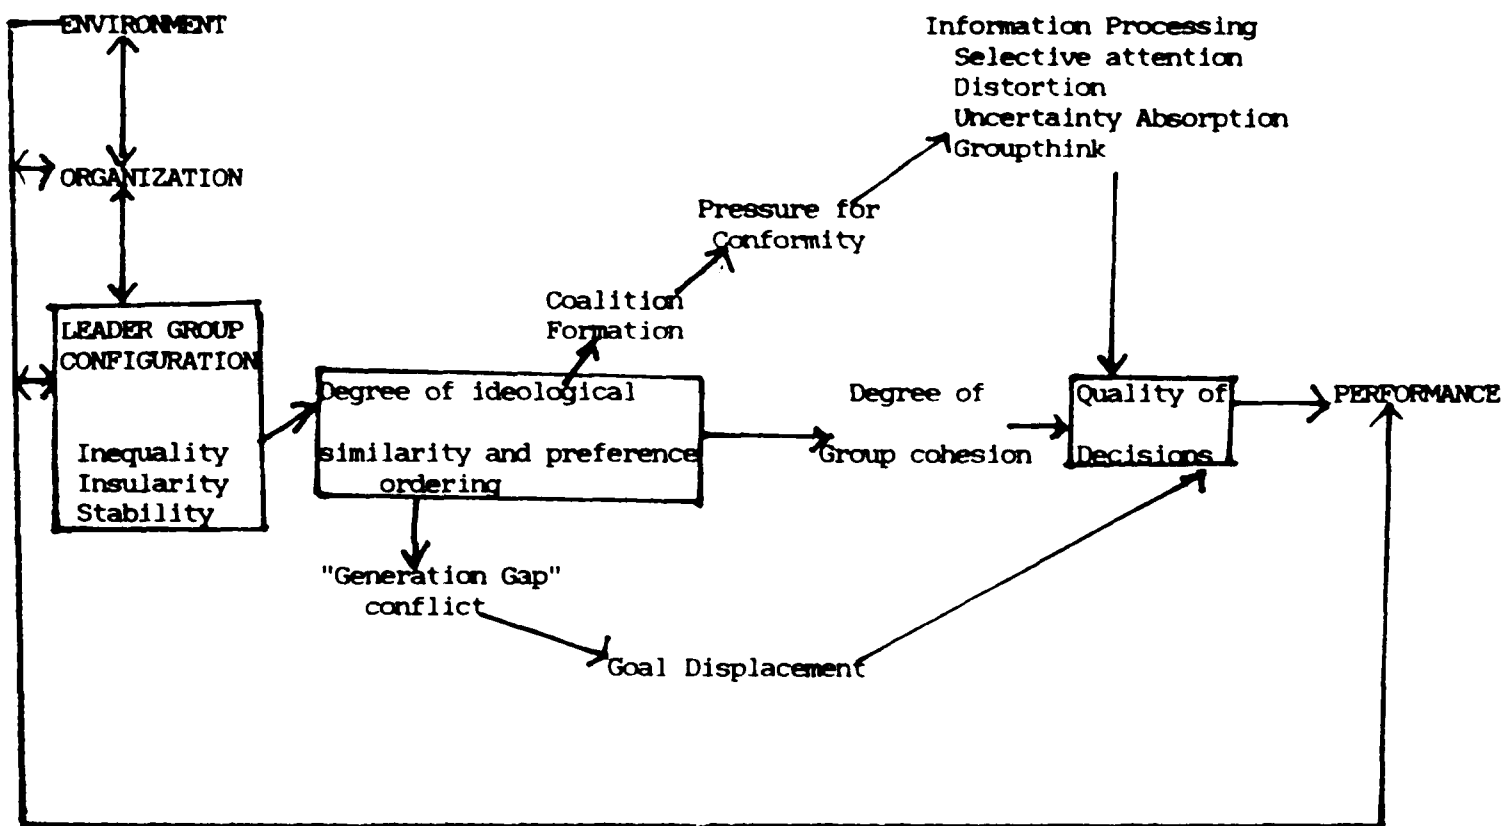 ENVIRONMENT
ORGANIZATION
LEADER GROUP
CONFIGURATION
Inequality
Insularity
Stability
Degree of ideological
similarity and preference
ordering
Coalition
Formation
Pressure for
Conformity
Information Processing
Selective attention
Distortion
Uncertainty Absorption
Groupthink
"Generation Gap"
conflict
Goal Displacement
Degree of
Group cohesion
Quality of
Decisions
PERFORMANCE